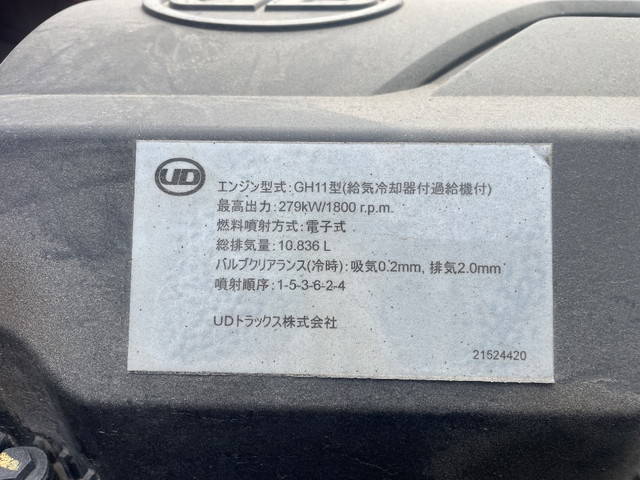 UD
エンジン型式:GH11型(給気冷却器付過給機付)
最高出力:279kW/1800 r.p.m.
燃料噴射方式:電子式
総排気量:10.836 L
バルブクリアランス(冷時):吸気0.2mm, 排気2.0mm
噴射順序:1-5-3-6-2-4
UDトラックス株式会社
21524420